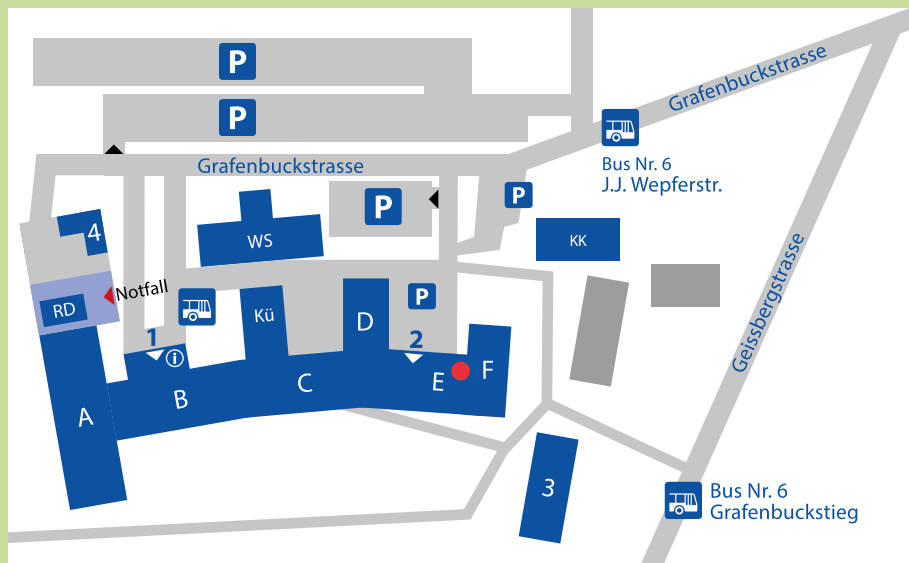 P
P
Grafenbuckstrasse
Grafenbuckstrasse
Bus Nr. 6
J.J. Wepferstr.
P
P
4
WS
KK
Notfall
RD
P
Kü
D
1
i
2
F
E
C
B
A
Geissbergstrasse
3
Bus Nr. 6
Grafenbuckstieg